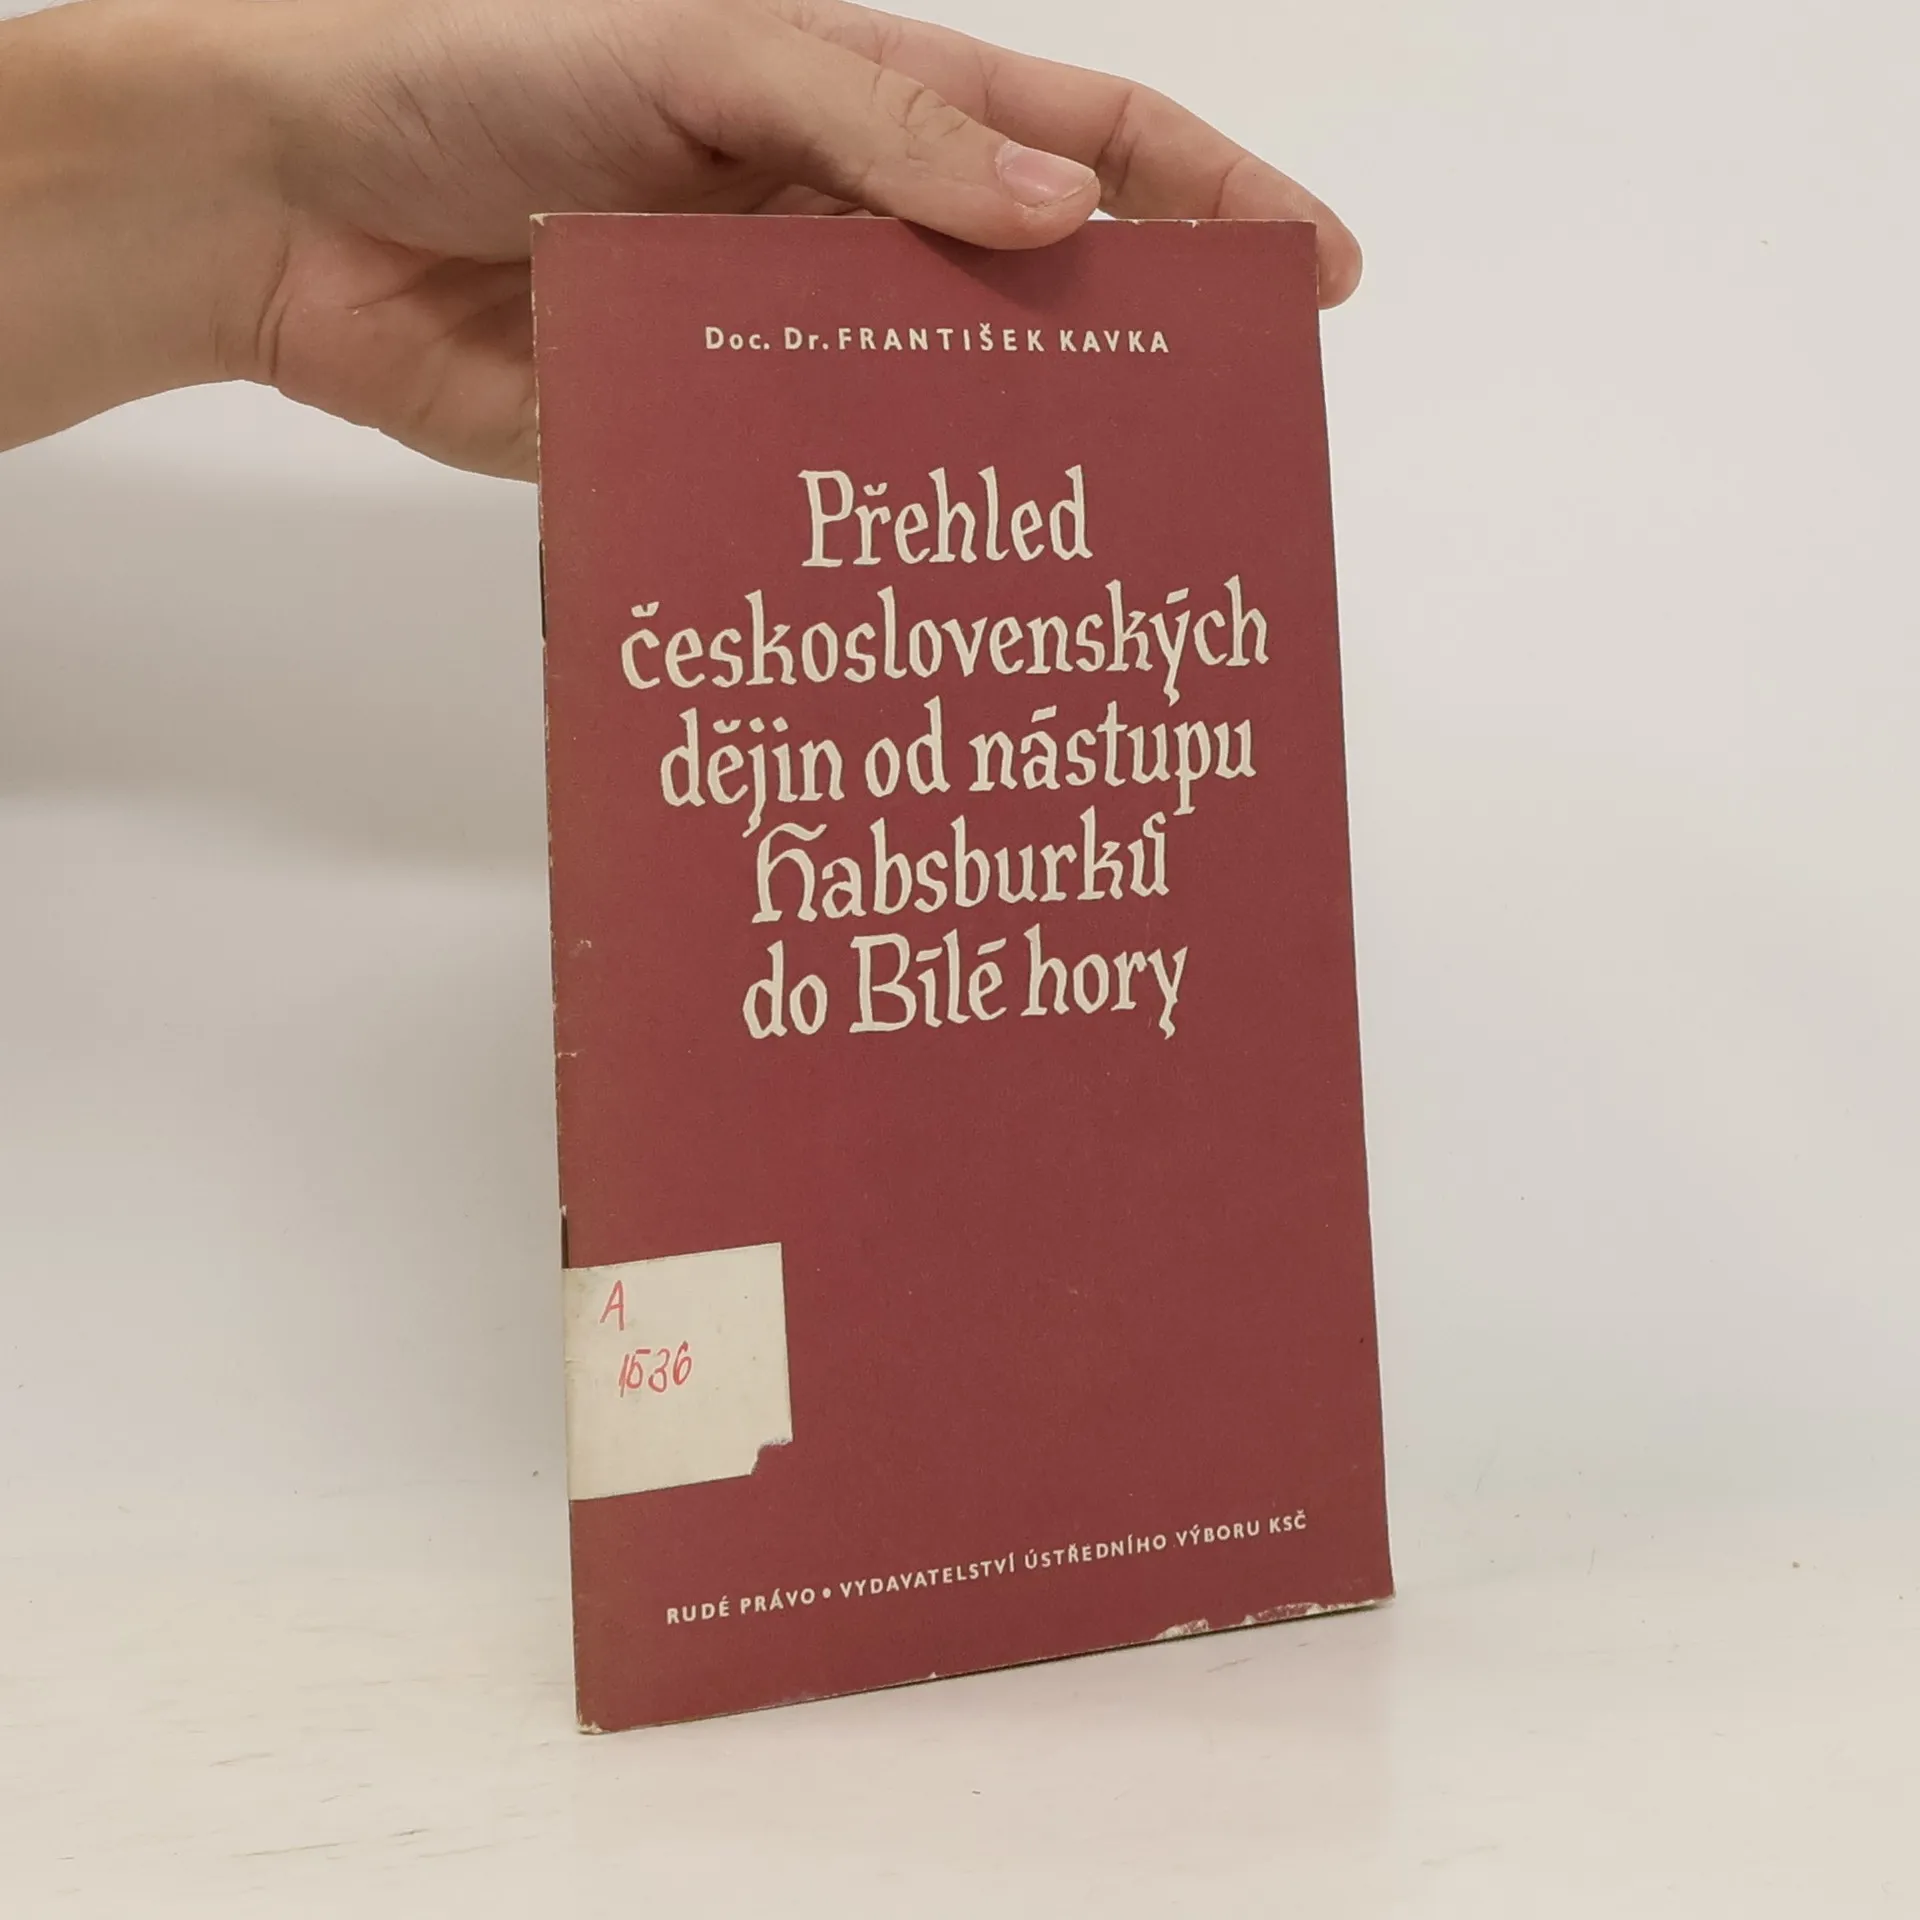 Doc. Dr. FRANTIŠEK KAVKA
Přehled
československých
dějin od nástupu
Habsburků
do Bílé hory
A
1536
RUDÉ PRÁVO • VYDAVATELSTVÍ ÚSTŘEDNÍHO VÝBORU KSČ